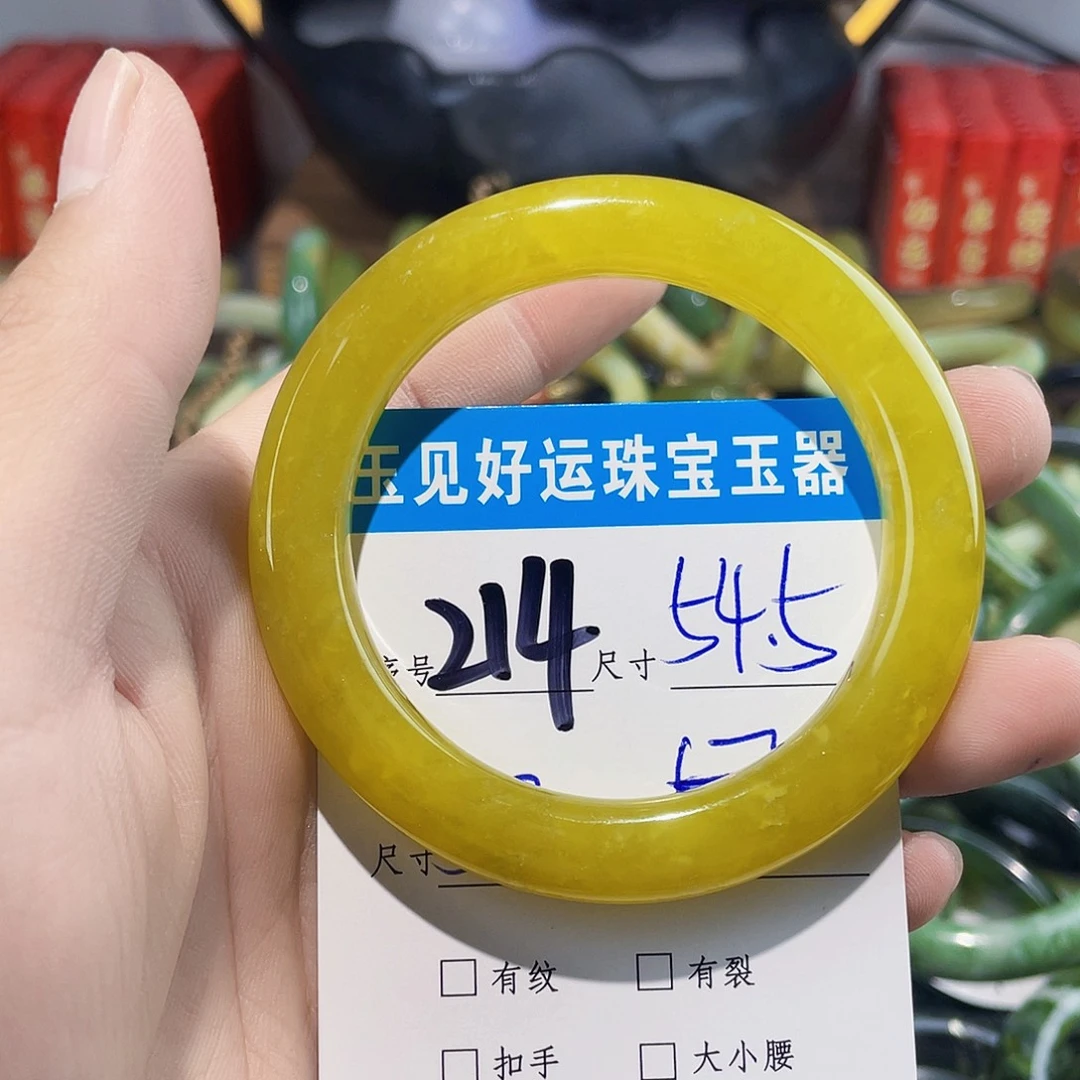 玉见好运珠宝玉器
序号 214 尺寸 54.5
尺寸
有纹 有裂
扣手 大小腰